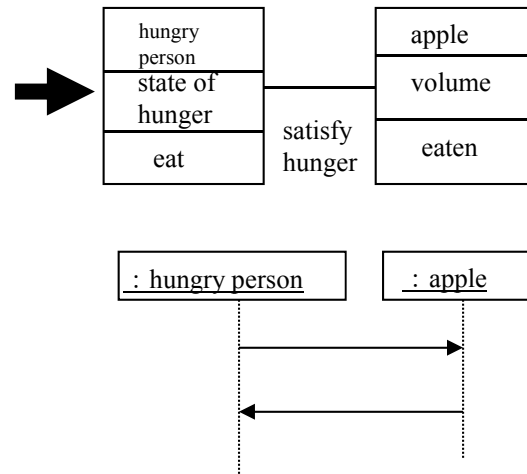 hungry
person
state of
hunger
eat
satisfy
hunger
apple
volume
eaten
: hungry person
: apple